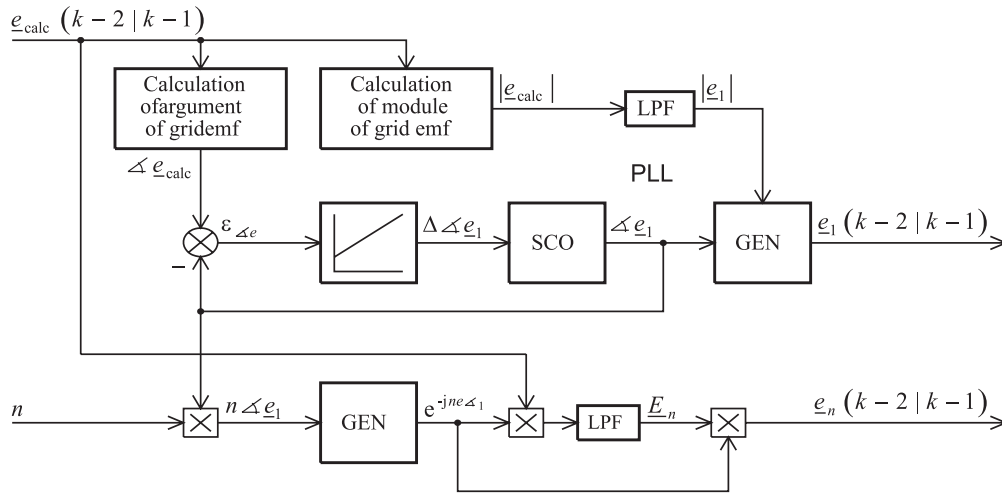 e_calc (k − 2 | k − 1)
Calculation
ofargument
of gridemf
Calculation
of module
of grid emf
|e_calc|
LPF
|e_1|
∡ e_calc
PLL
ε_∡e
Δ ∡ e_1
SCO
∡ e_1
GEN
e_1 (k − 2 | k − 1)
−
n
n ∡ e_1
GEN
e^-jne∡_1
LPF
E_n
e_n (k − 2 | k − 1)